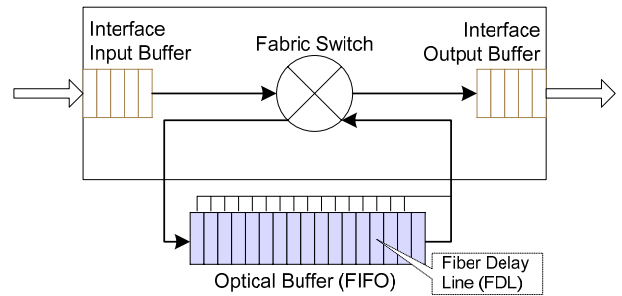 Interface
Input Buffer
Fabric Switch
Interface
Output Buffer
Optical Buffer (FIFO)
Fiber Delay
Line (FDL)